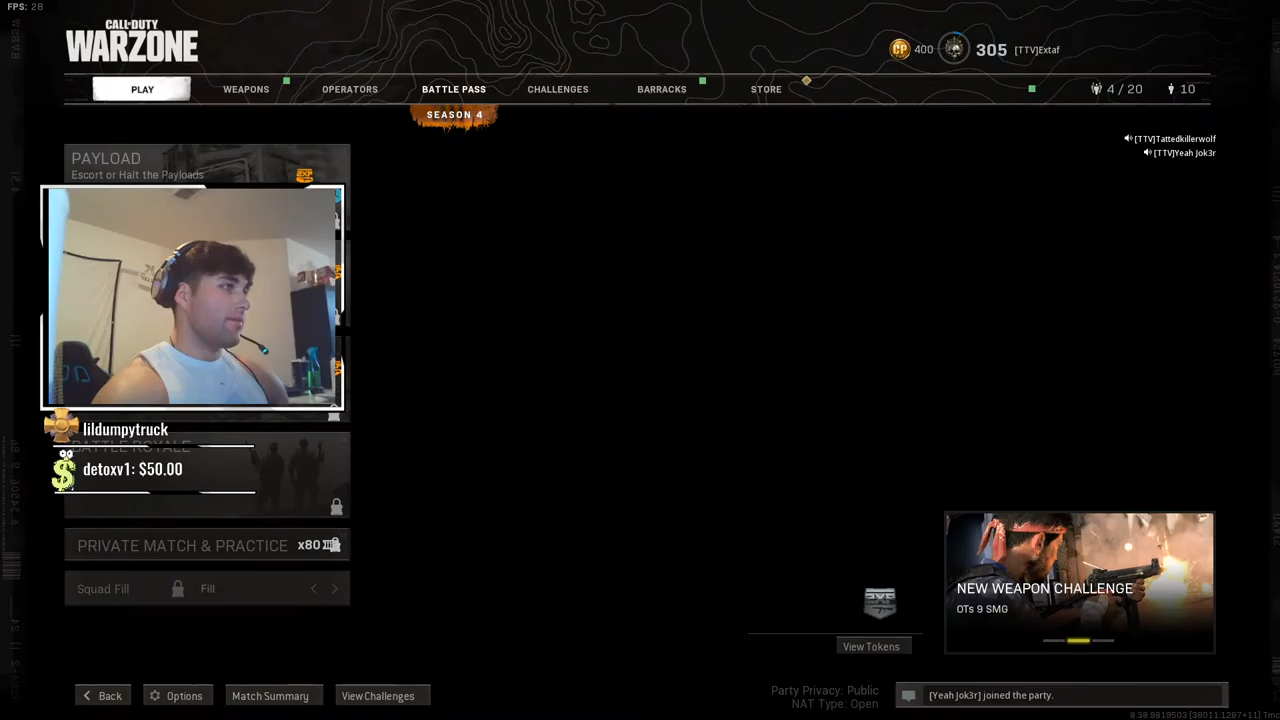 FPS: 28
CALL OF DUTY
WARZONE
CP 400 305 [TTV]Extaf
PLAY WEAPONS OPERATORS BATTLE PASS CHALLENGES BARRACKS STORE 4 / 20 10
SEASON 4
[TTV]Tattedkillerwolf
[TTV]Yeah Jok3r
PAYLOAD
Escort or Halt the Payloads
EXP
lildumpytruck
BATTLE ROYALE
detoxv1: $50.00
PRIVATE MATCH & PRACTICE x80
Squad Fill Fill
NEW WEAPON CHALLENGE
OTs 9 SMG
View Tokens
Back Options Match Summary View Challenges
Party Privacy: Public
NAT Type: Open
[Yeah Jok3r] joined the party.